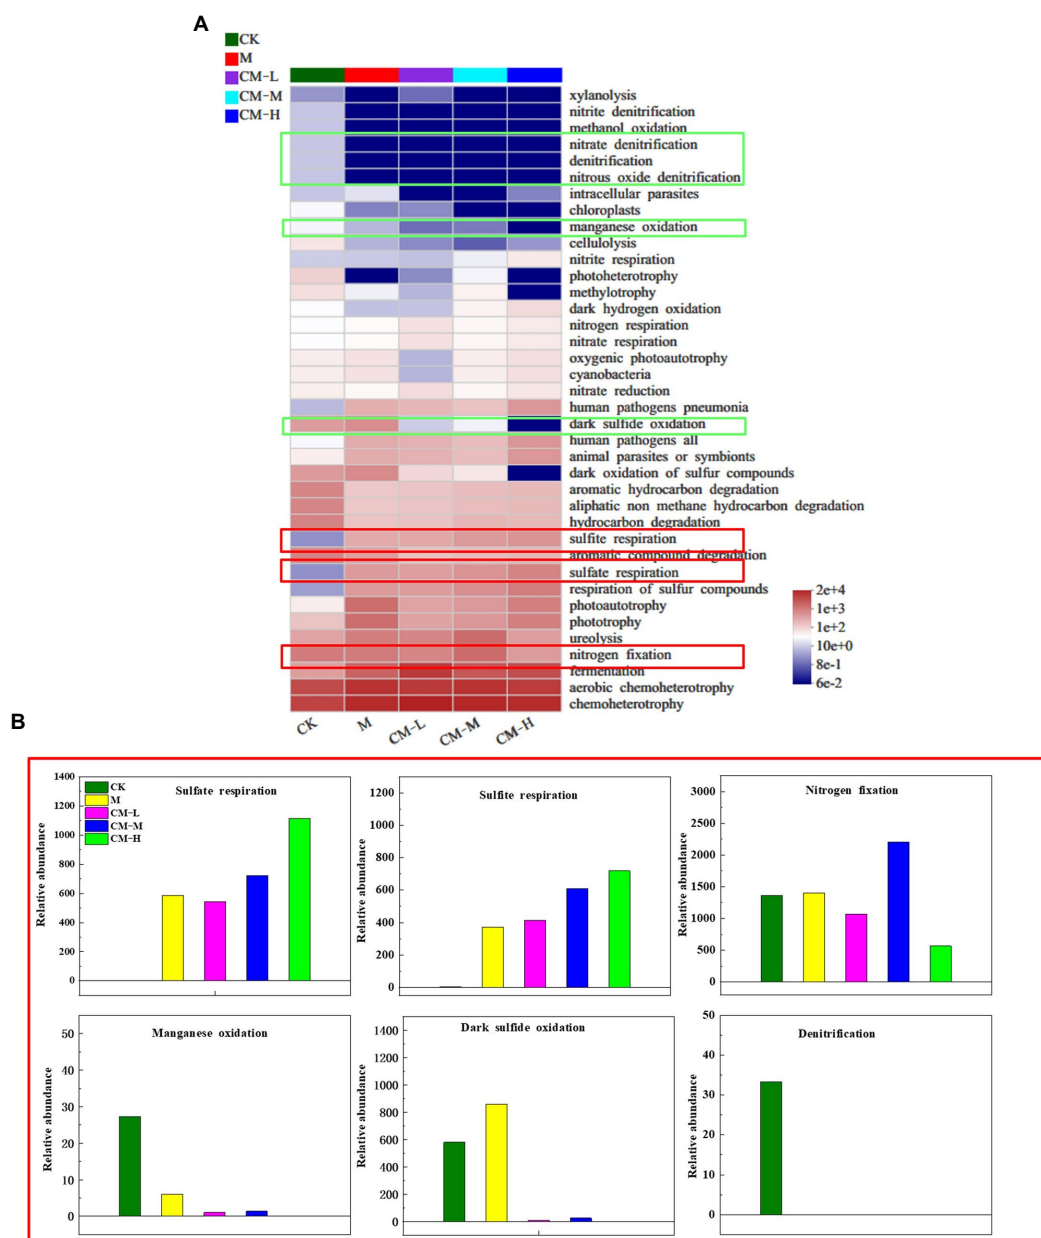 A
CK
M
CM-L
CM-M
CM-H
xylanolysis
nitrite denitrification
methanol oxidation
nitrate denitrification
denitrification
nitrous oxide denitrification
intracellular parasites
chloroplasts
manganese oxidation
cellulolysis
nitrite respiration
photoheterotrophy
methylotrophy
dark hydrogen oxidation
nitrogen respiration
nitrate respiration
oxygenic photoautotrophy
cyanobacteria
nitrate reduction
human pathogens pneumonia
dark sulfide oxidation
human pathogens all
animal parasites or symbionts
dark oxidation of sulfur compounds
aromatic hydrocarbon degradation
aliphatic non methane hydrocarbon degradation
hydrocarbon degradation
sulfite respiration
aromatic compound degradation
sulfate respiration
respiration of sulfur compounds
photoautotrophy
phototrophy
ureolysis
nitrogen fixation
fermentation
aerobic chemoheterotrophy
chemoheterotrophy
2e+4
1e+3
1e+2
10e+0
8e-1
6e-2
CK
M
CM-L
CM-M
CM-H
B
Sulfate respiration
CK
M
CM-L
CM-M
CM-H
Relative abundance
1400
1200
1000
800
600
400
200
0
Sulfite respiration
Relative abundance
1200
1000
800
600
400
200
0
Nitrogen fixation
Relative abundance
3000
2500
2000
1500
1000
500
0
Manganese oxidation
Relative abundance
50
40
30
20
10
5
0
Dark sulfide oxidation
Relative abundance
1400
1200
1000
800
600
400
200
0
Denitrification
Relative abundance
50
40
30
20
10
0